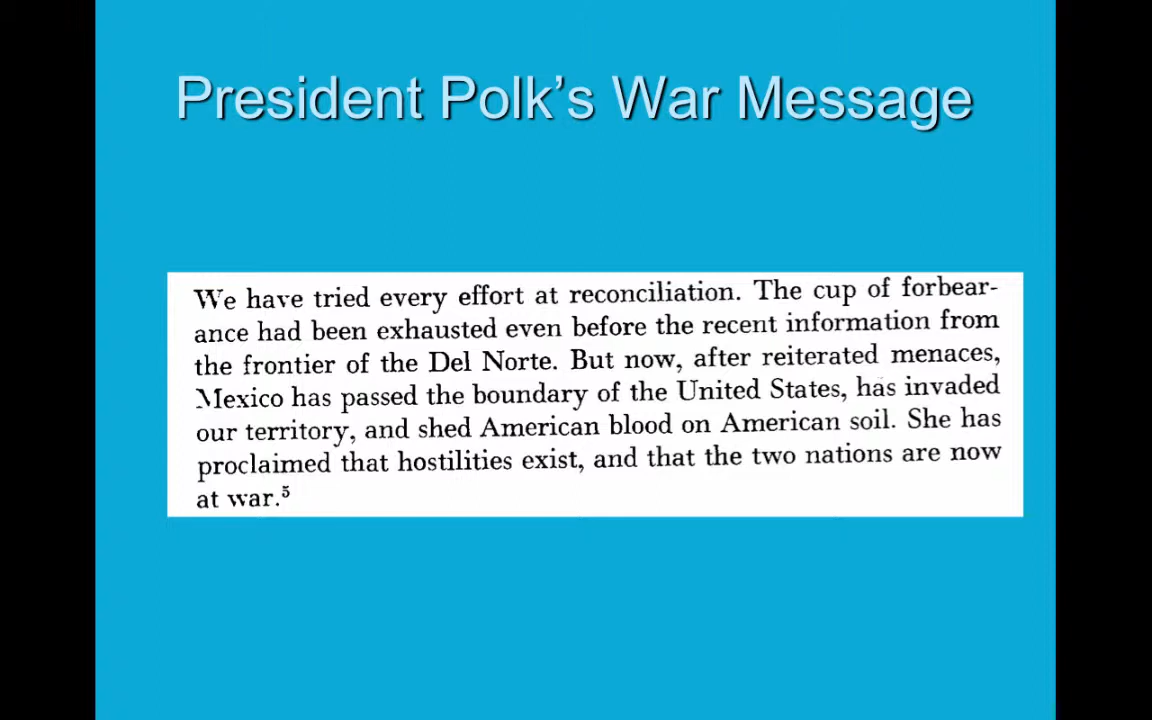 President Polk's War Message
We have tried every effort at reconciliation. The cup of forbear-
ance had been exhausted even before the recent information from
the frontier of the Del Norte. But now, after reiterated menaces,
Mexico has passed the boundary of the United States, has invaded
our territory, and shed American blood on American soil. She has
proclaimed that hostilities exist, and that the two nations are now
at war.⁵